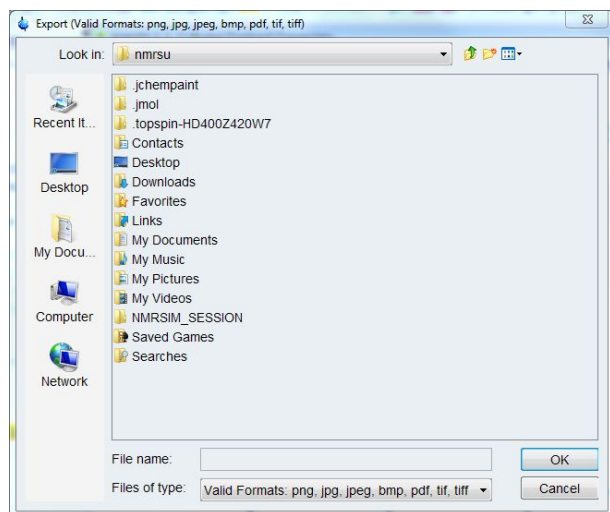 Export (Valid Formats: png, jpg, jpeg, bmp, pdf, tif, tiff)
Look in: nmrsu
Recent It...
Desktop
My Docu...
Computer
Network
.jchempaint
.jmol
.topspin-HD400Z420W7
Contacts
Desktop
Downloads
Favorites
Links
My Documents
My Music
My Pictures
My Videos
NMRSIM_SESSION
Saved Games
Searches
File name:
OK
Files of type: Valid Formats: png, jpg, jpeg, bmp, pdf, tif, tiff
Cancel